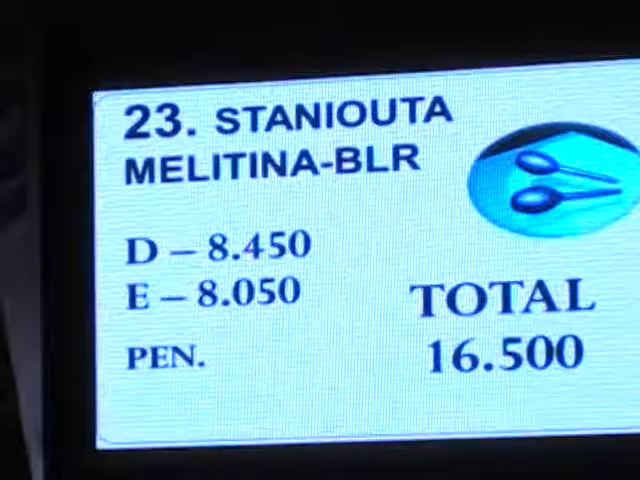 23. STANIOUTA
MELITINA-BLR
D – 8.450
E – 8.050
PEN.
TOTAL
16.500